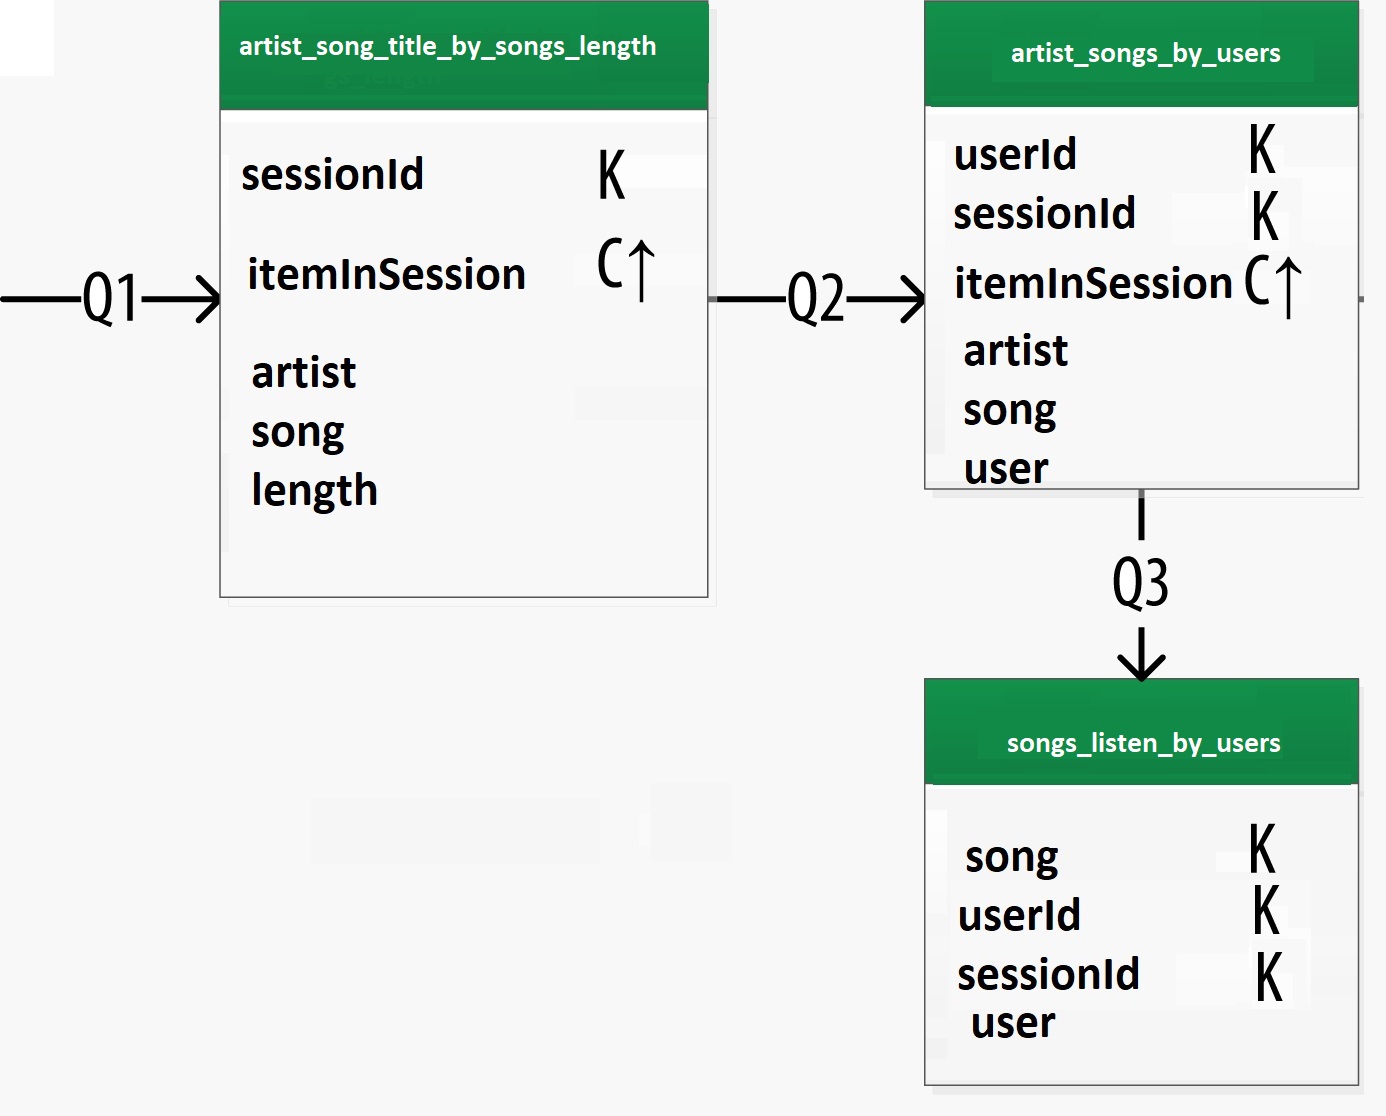 artist_song_title_by_songs_length
sessionId K
itemInSession C↑
artist
song
length
Q1
Q2
artist_songs_by_users
userId K
sessionId K
itemInSession C↑
artist
song
user
Q3
songs_listen_by_users
song K
userId K
sessionId K
user